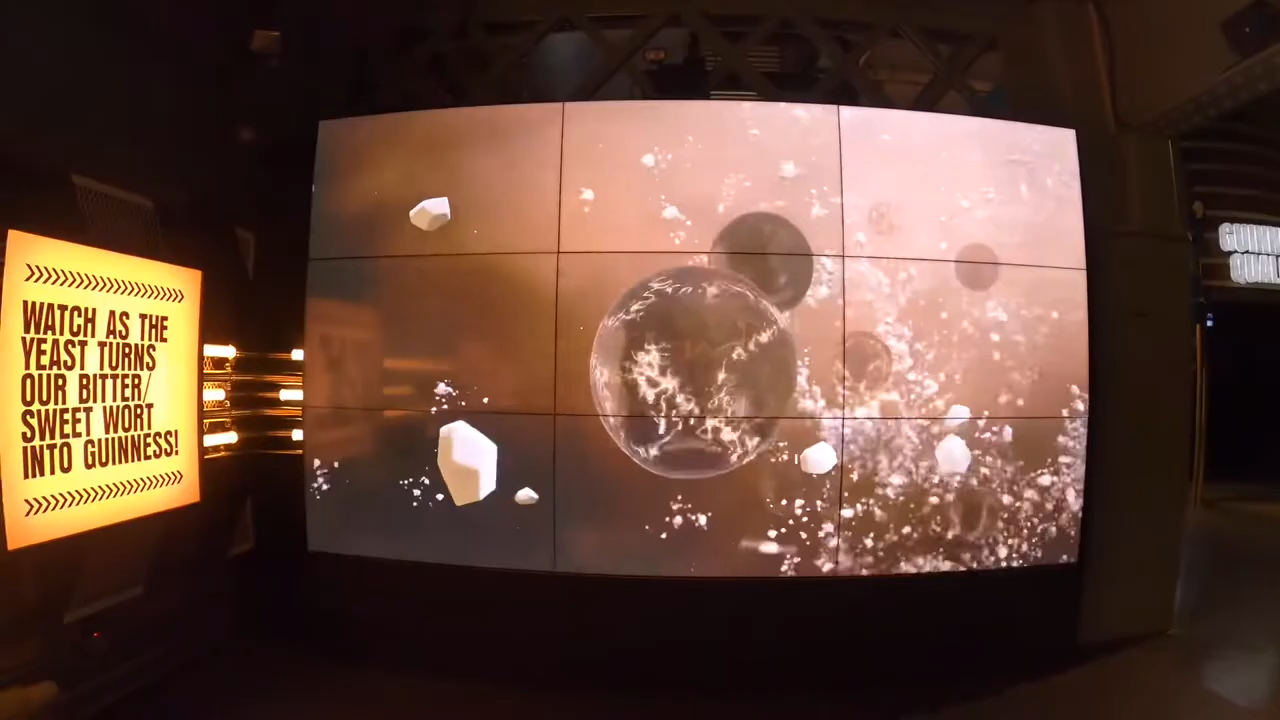 WATCH AS THE
YEAST TURNS
OUR BITTER/
SWEET WORT
INTO GUINNESS!